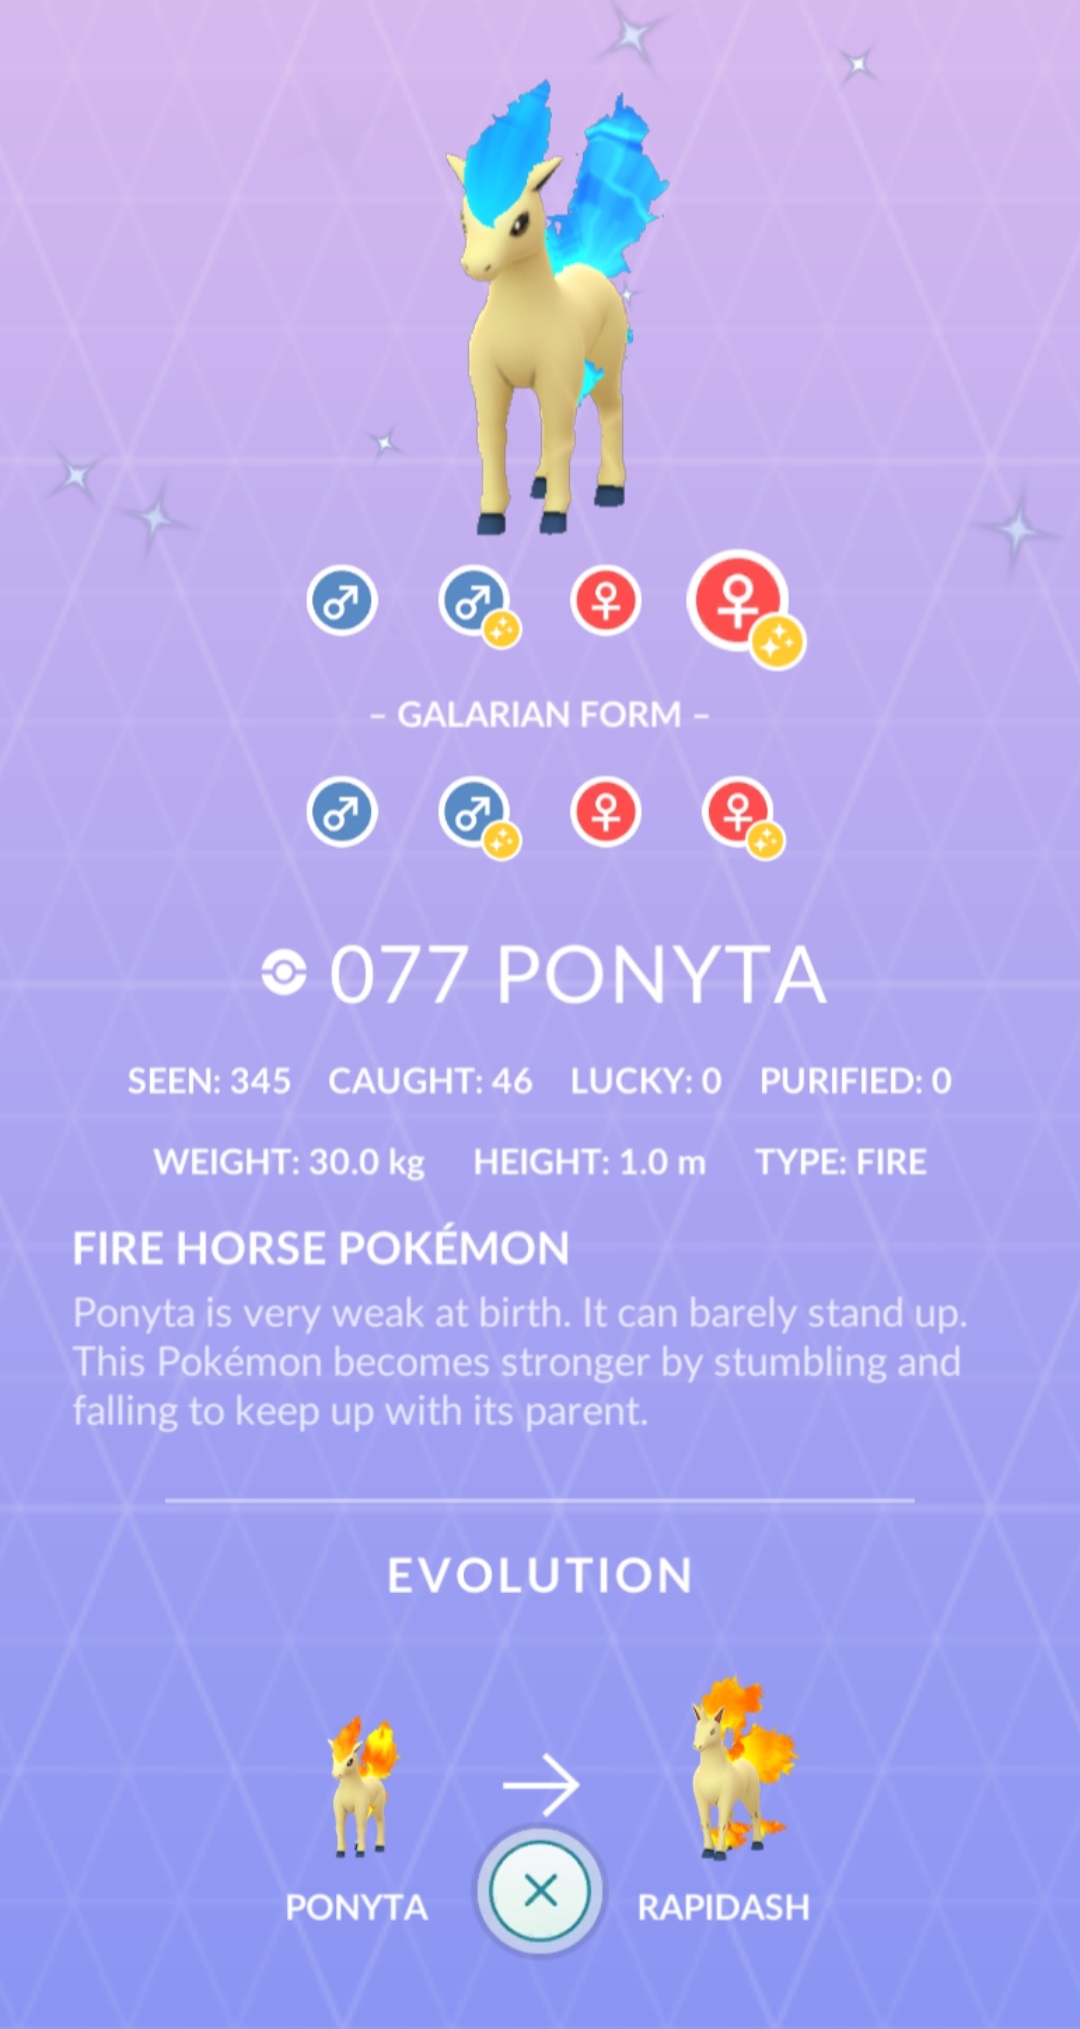 – GALARIAN FORM –
077 PONYTA
SEEN: 345 CAUGHT: 46 LUCKY: 0 PURIFIED: 0
WEIGHT: 30.0 kg HEIGHT: 1.0 m TYPE: FIRE
FIRE HORSE POKÉMON
Ponyta is very weak at birth. It can barely stand up.
This Pokémon becomes stronger by stumbling and
falling to keep up with its parent.
EVOLUTION
PONYTA RAPIDASH